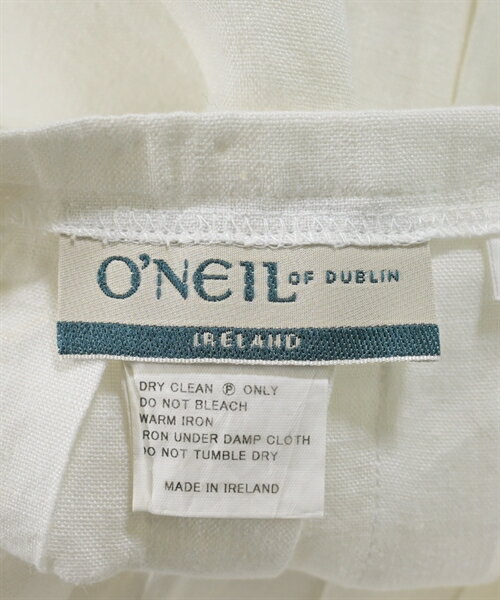 O'NEIL OF DUBLIN
IRELAND
DRY CLEAN Ⓟ ONLY
DO NOT BLEACH
WARM IRON
IRON UNDER DAMP CLOTH
DO NOT TUMBLE DRY
MADE IN IRELAND